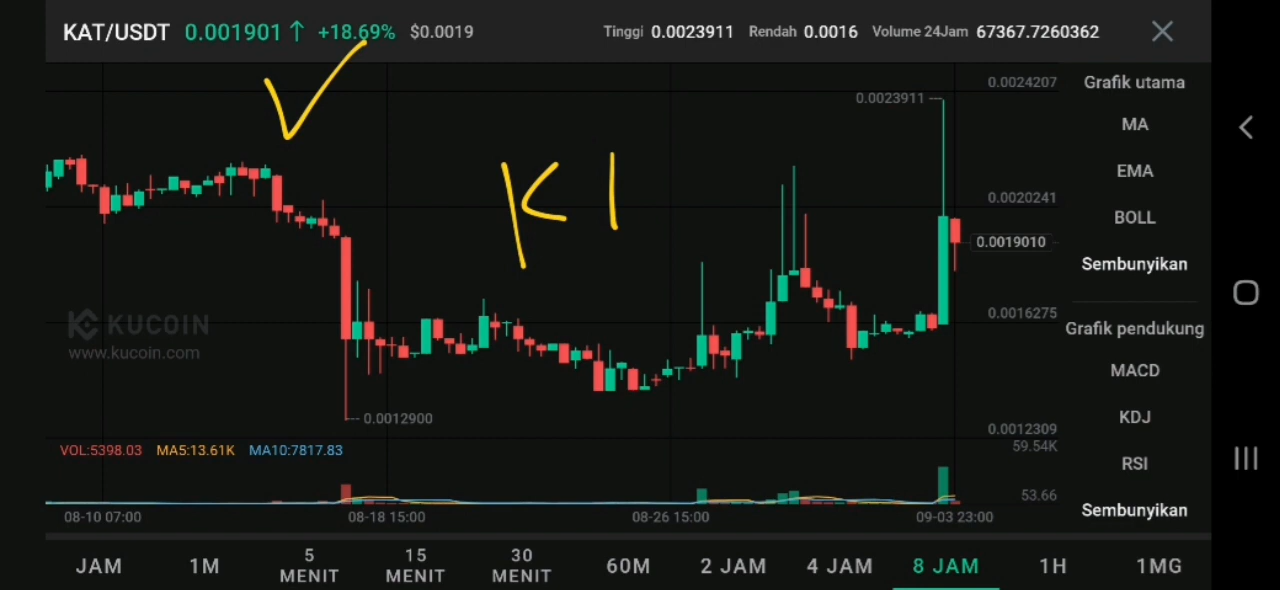 KAT/USDT 0.001901↑ +18.69% $0.0019 Tinggi 0.0023911 Rendah 0.0016 Volume 24Jam 67367.7260362
0.0024207
0.0023911
K1
0.0020241
0.0019010
0.0016275
KUCOIN
www.kucoin.com
0.0012900
0.0012309
VOL:5398.03 MA5:13.61K MA10:7817.83
59.54K
53.66
08-10 07:00 08-18 15:00 08-26 15:00 09-03 23:00
Grafik utama
MA
EMA
BOLL
Sembunyikan
Grafik pendukung
MACD
KDJ
RSI
Sembunyikan
JAM 1M 5 MENIT 15 MENIT 30 MENIT 60M 2 JAM 4 JAM 8 JAM 1H 1MG